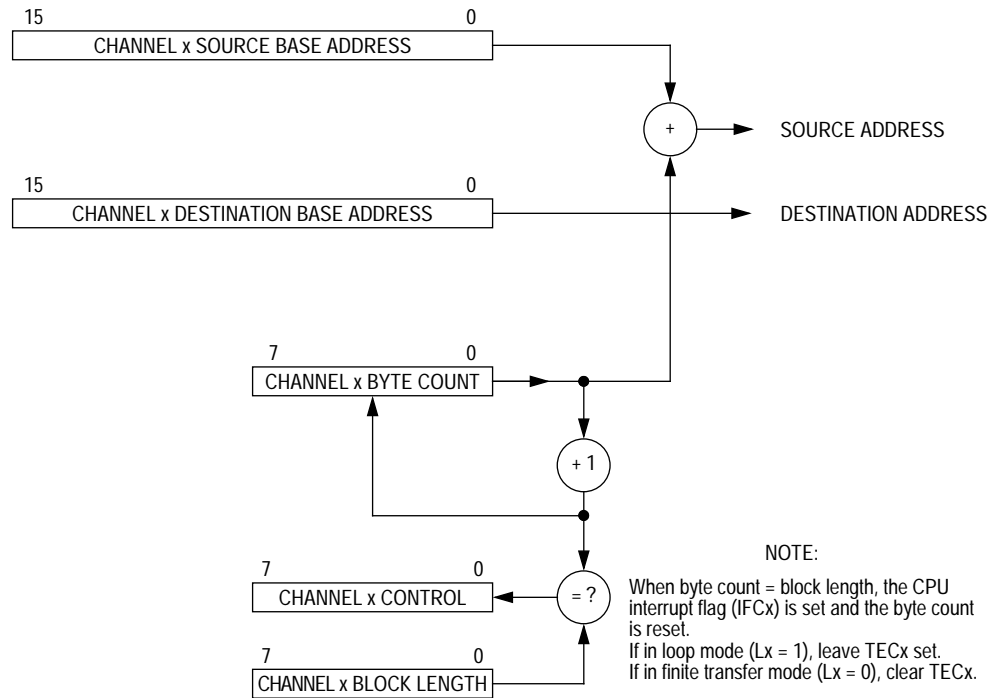 15 0
CHANNEL x SOURCE BASE ADDRESS
+ SOURCE ADDRESS
15 0
CHANNEL x DESTINATION BASE ADDRESS DESTINATION ADDRESS
7 0
CHANNEL x BYTE COUNT
+ 1
7 0
CHANNEL x CONTROL = ?
7 0
CHANNEL x BLOCK LENGTH
NOTE:
When byte count = block length, the CPU
interrupt flag (IFCx) is set and the byte count
is reset.
If in loop mode (Lx = 1), leave TECx set.
If in finite transfer mode (Lx = 0), clear TECx.